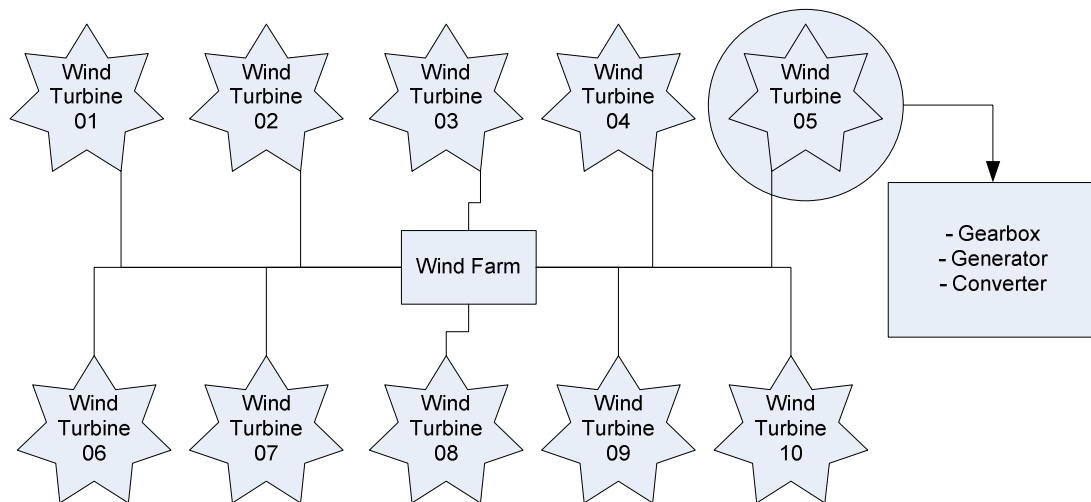 Wind
Turbine
01
Wind
Turbine
02
Wind
Turbine
03
Wind
Turbine
04
Wind
Turbine
05
- Gearbox
- Generator
- Converter
Wind Farm
Wind
Turbine
06
Wind
Turbine
07
Wind
Turbine
08
Wind
Turbine
09
Wind
Turbine
10